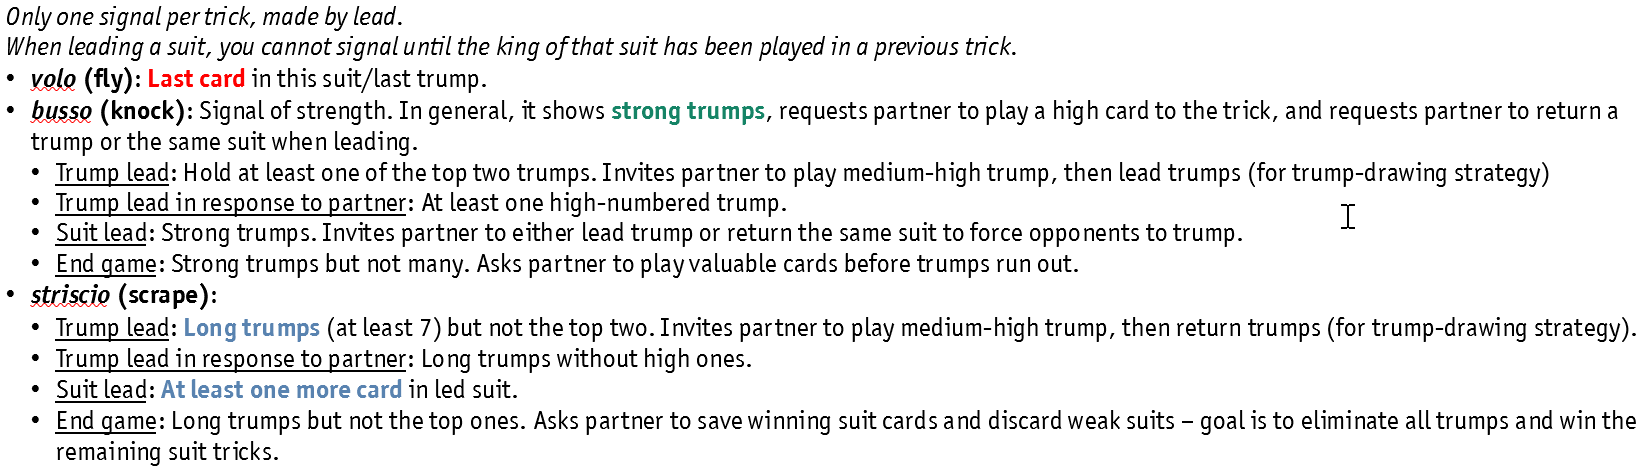 Only one signal per trick, made by lead.
When leading a suit, you cannot signal until the king of that suit has been played in a previous trick.
• volo (fly): Last card in this suit/last trump.
• busso (knock): Signal of strength. In general, it shows strong trumps, requests partner to play a high card to the trick, and requests partner to return a
trump or the same suit when leading.
• Trump lead: Hold at least one of the top two trumps. Invites partner to play medium-high trump, then lead trumps (for trump-drawing strategy)
• Trump lead in response to partner: At least one high-numbered trump.
• Suit lead: Strong trumps. Invites partner to either lead trump or return the same suit to force opponents to trump.
• End game: Strong trumps but not many. Asks partner to play valuable cards before trumps run out.
• striscio (scrape):
• Trump lead: Long trumps (at least 7) but not the top two. Invites partner to play medium-high trump, then return trumps (for trump-drawing strategy).
• Trump lead in response to partner: Long trumps without high ones.
• Suit lead: At least one more card in led suit.
• End game: Long trumps but not the top ones. Asks partner to save winning suit cards and discard weak suits – goal is to eliminate all trumps and win the
remaining suit tricks.